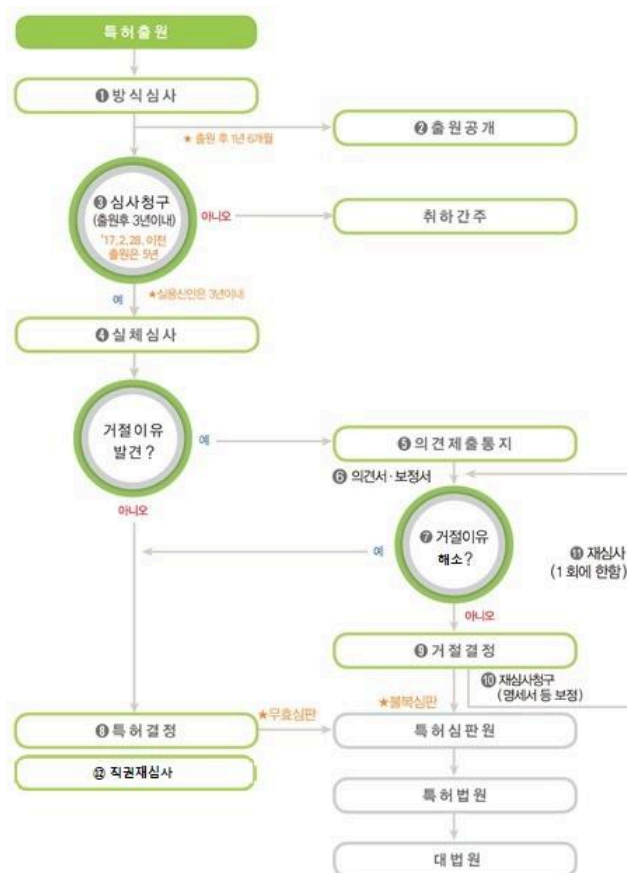 특허출원
❶ 방식심사
❷ 출원공개
★ 출원 후 1년 6개월
❸ 심사청구
(출원후 3년이내)
'17.2.28. 이전
출원은 5년
아니오
취하간주
예
★실용신안은 3년이내
❹ 실체심사
거절이유
발견?
예
❺ 의견제출통지
❻ 의견서·보정서
아니오
❼ 거절이유
해소?
예
⓫ 재심사
(1회에 한함)
아니오
❾ 거절결정
❿ 재심사청구
(명세서 등 보정)
❽ 특허결정
★무효심판
★불복심판
특허심판원
⑫ 직권재심사
특허법원
대법원